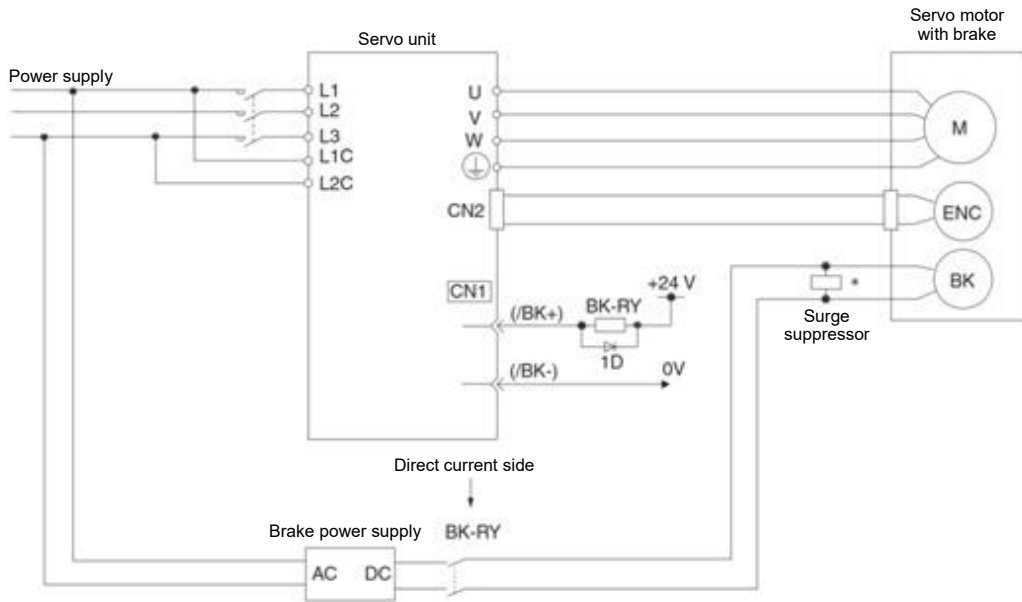 Servo motor
with brake
Servo unit
Power supply
L1
L2
L3
L1C
L2C
U
V
W
M
CN2
ENC
CN1
BK
+24 V
(/BK+)
BK-RY
*
Surge
suppressor
1D
(/BK-)
0V
Direct current side
Brake power supply
BK-RY
AC
DC